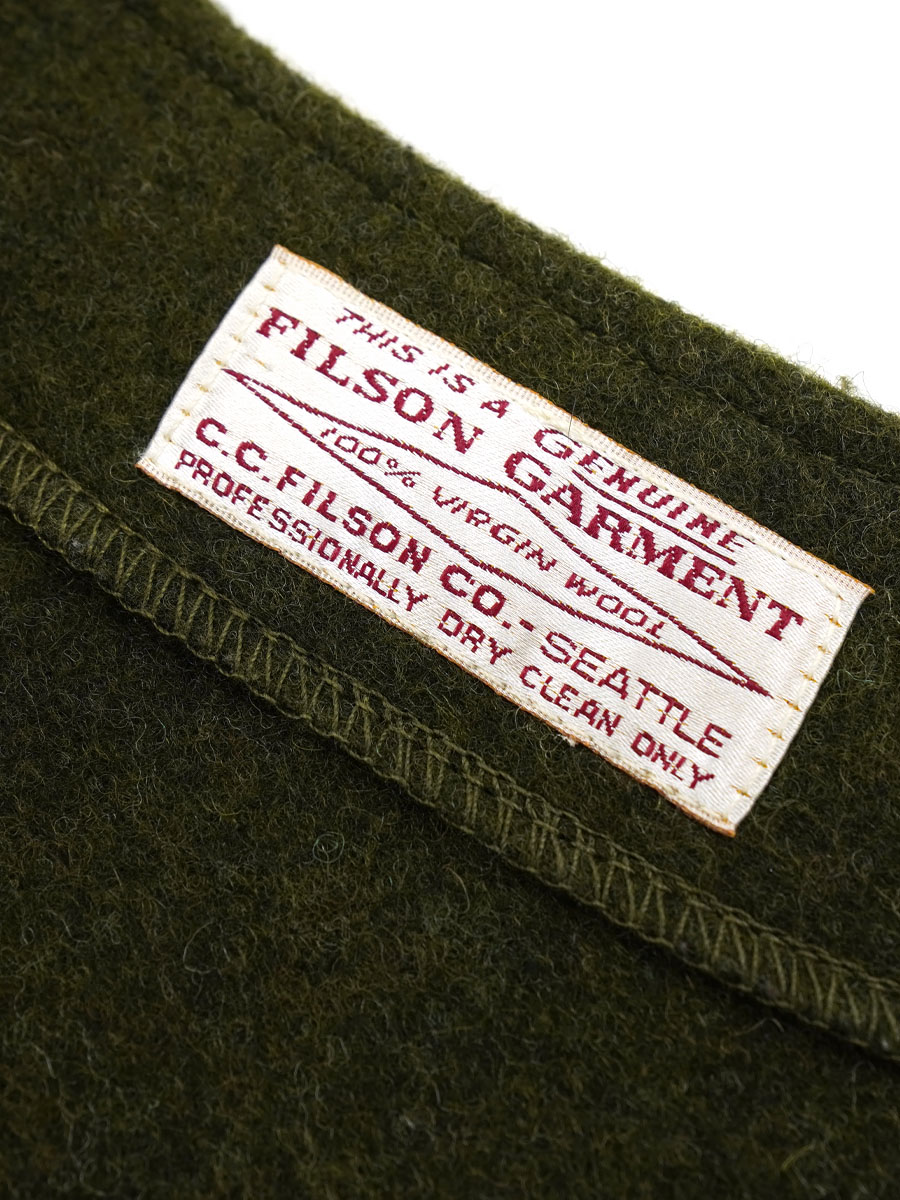 THIS IS A GENUINE
FILSON GARMENT
100% VIRGIN WOOL
C.C. FILSON CO.-SEATTLE
PROFESSIONALLY DRY CLEAN ONLY